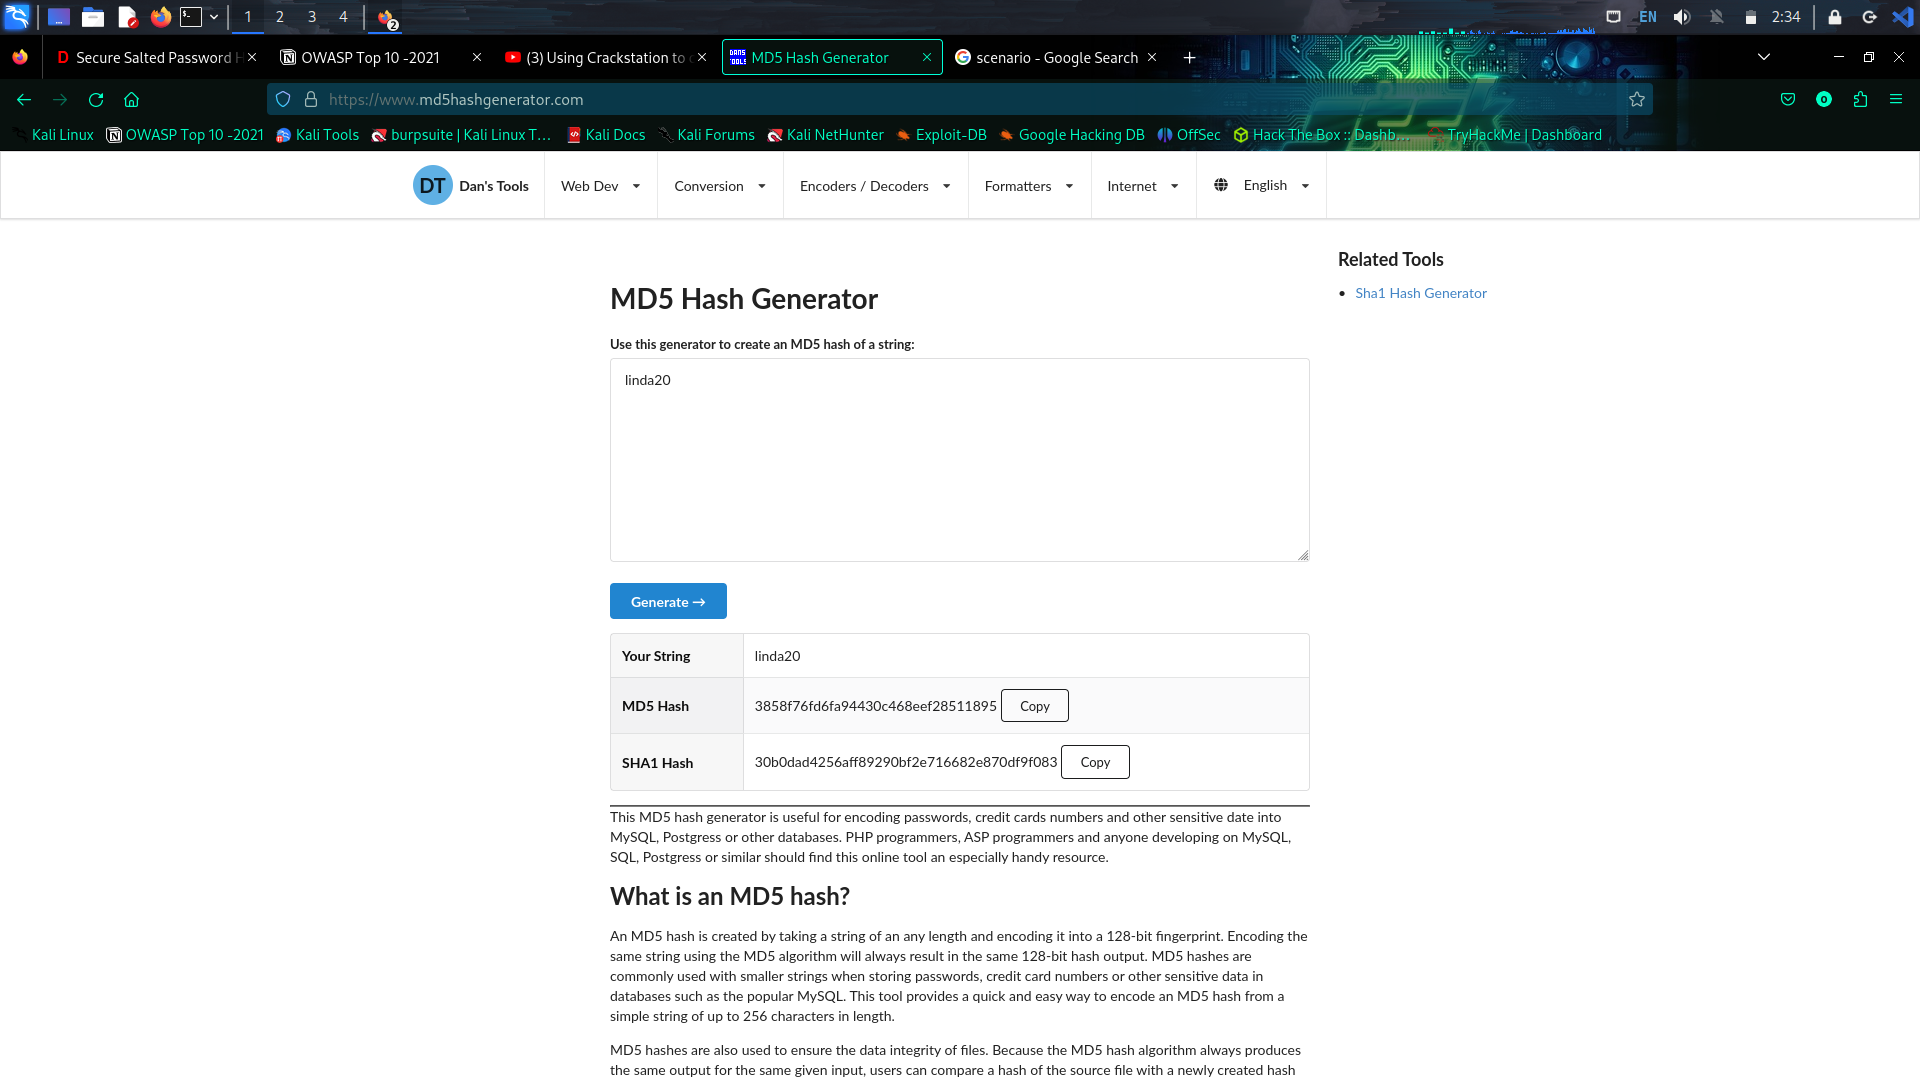 1 2 3 4 2 EN 2:34
Secure Salted Password H
OWASP Top 10 -2021
(3) Using Crackstation to c
MD5 Hash Generator
scenario - Google Search
https://www.md5hashgenerator.com
Kali Linux OWASP Top 10 -2021 Kali Tools burpsuite | Kali Linux T… Kali Docs Kali Forums Kali NetHunter Exploit-DB Google Hacking DB OffSec Hack The Box :: Dashb… TryHackMe | Dashboard
DT Dan's Tools Web Dev Conversion Encoders / Decoders Formatters Internet English
Related Tools
Sha1 Hash Generator
MD5 Hash Generator
Use this generator to create an MD5 hash of a string:
linda20
Generate →
Your String linda20
MD5 Hash 3858f76fd6fa94430c468eef28511895 Copy
SHA1 Hash 30b0dad4256aff89290bf2e716682e870df9f083 Copy
This MD5 hash generator is useful for encoding passwords, credit cards numbers and other sensitive date into
MySQL, Postgress or other databases. PHP programmers, ASP programmers and anyone developing on MySQL,
SQL, Postgress or similar should find this online tool an especially handy resource.
What is an MD5 hash?
An MD5 hash is created by taking a string of an any length and encoding it into a 128-bit fingerprint. Encoding the
same string using the MD5 algorithm will always result in the same 128-bit hash output. MD5 hashes are
commonly used with smaller strings when storing passwords, credit card numbers or other sensitive data in
databases such as the popular MySQL. This tool provides a quick and easy way to encode an MD5 hash from a
simple string of up to 256 characters in length.
MD5 hashes are also used to ensure the data integrity of files. Because the MD5 hash algorithm always produces
the same output for the same given input, users can compare a hash of the source file with a newly created hash